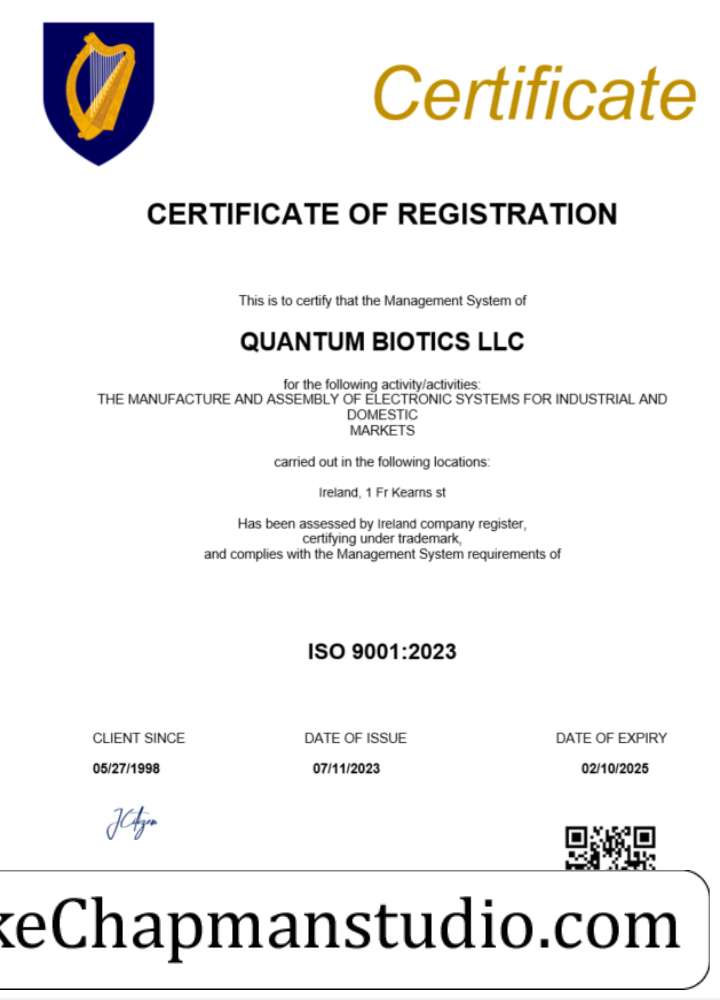 Certificate
CERTIFICATE OF REGISTRATION
This is to certify that the Management System of
QUANTUM BIOTICS LLC
for the following activity/activities:
THE MANUFACTURE AND ASSEMBLY OF ELECTRONIC SYSTEMS FOR INDUSTRIAL AND
DOMESTIC
MARKETS
carried out in the following locations:
Ireland, 1 Fr Kearns st
Has been assessed by Ireland company register,
certifying under trademark,
and complies with the Management System requirements of
ISO 9001:2023
CLIENT SINCE DATE OF ISSUE DATE OF EXPIRY
05/27/1998 07/11/2023 02/10/2025
JCitizen
keChapmanstudio.com